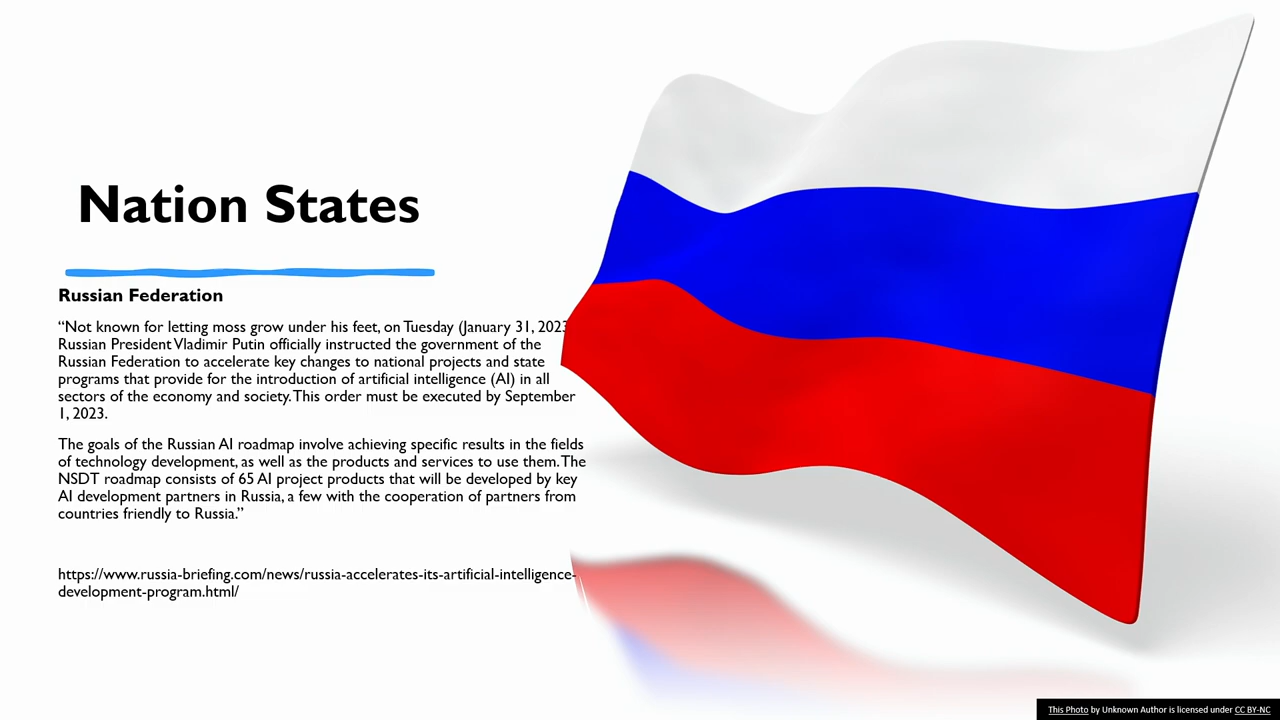 Nation States
Russian Federation
“Not known for letting moss grow under his feet, on Tuesday (January 31, 2023
Russian President Vladimir Putin officially instructed the government of the
Russian Federation to accelerate key changes to national projects and state
programs that provide for the introduction of artificial intelligence (AI) in all
sectors of the economy and society. This order must be executed by September
1, 2023.
The goals of the Russian AI roadmap involve achieving specific results in the fields
of technology development, as well as the products and services to use them. The
NSDT roadmap consists of 65 AI project products that will be developed by key
AI development partners in Russia, a few with the cooperation of partners from
countries friendly to Russia.”
https://www.russia-briefing.com/news/russia-accelerates-its-artificial-intelligence-
development-program.html/
This Photo by Unknown Author is licensed under CC BY-NC